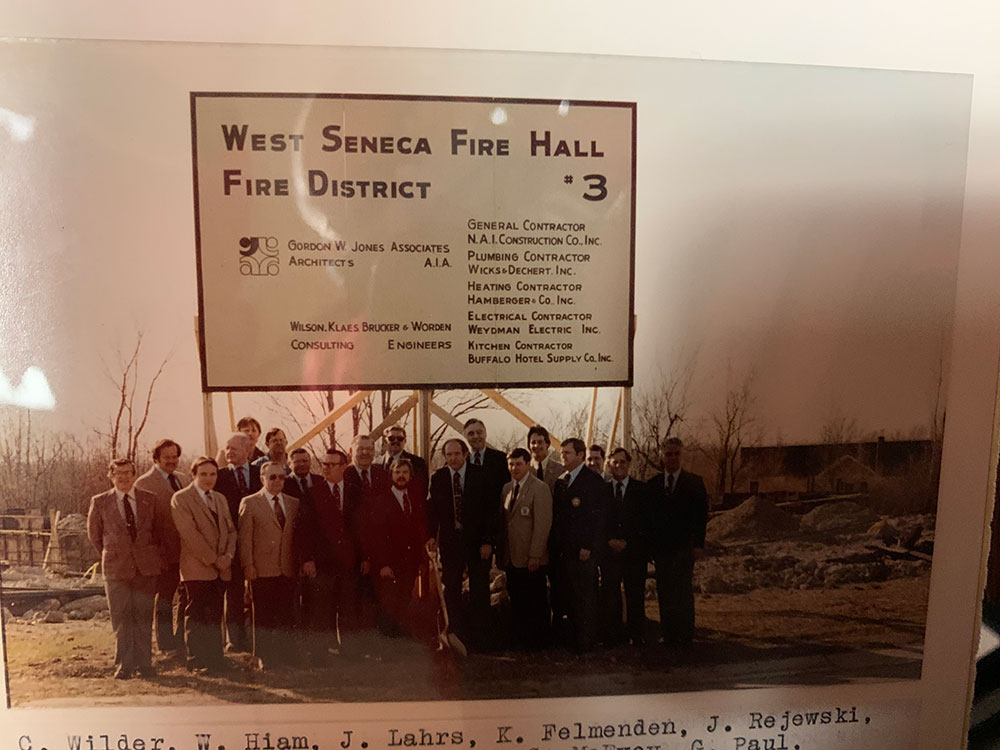 WEST SENECA FIRE HALL
FIRE DISTRICT #3
GORDON W. JONES ASSOCIATES
ARCHITECTS A.I.A.
WILSON, KLAES, BRUCKER & WORDEN
CONSULTING ENGINEERS
GENERAL CONTRACTOR
N.A.I. CONSTRUCTION CO., INC.
PLUMBING CONTRACTOR
WICKS & DECHERT, INC.
HEATING CONTRACTOR
HAMBERGER & CO., INC.
ELECTRICAL CONTRACTOR
WEYDMAN ELECTRIC INC.
KITCHEN CONTRACTOR
BUFFALO HOTEL SUPPLY CO., INC.
C. Wilder, W. Hiam, J. Lahrs, K. Felmenden, J. Rejewski,
G. Paul,